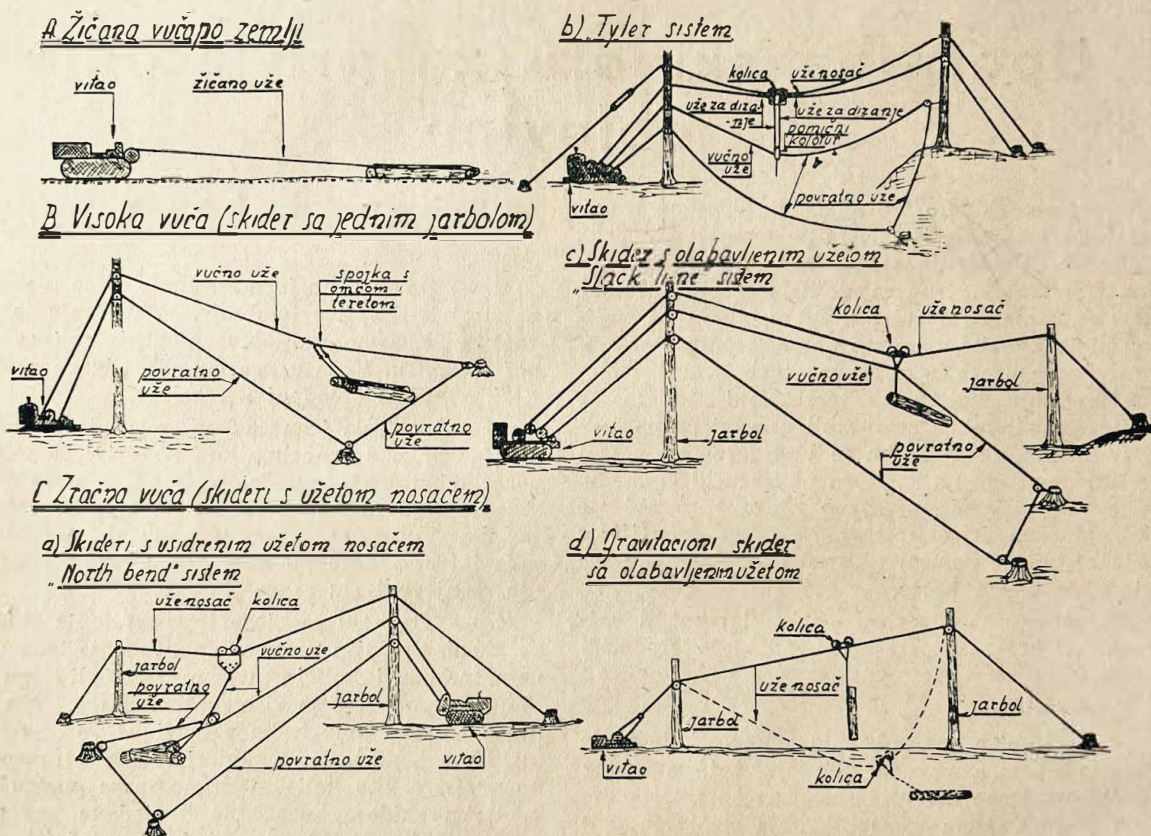 A Žičana vuča po zemlji
vitao
žičano uže
B Visoka vuča (skider sa jednim jarbolom)
vučno uže
spojka s
omčom i
teretom
vitao
povratno
uže
povratno
uže
C Zračna vuča (skideri s užetom nosačem)
a) Skideri s usidrenim užetom nosačem
„North bend" sistem
uže nosač
kolica
vučno uže
jarbol
povratno
uže
jarbol
povratno uže
vitao
b) „Tyler sistem
kolica
uže nosač
uže za diza-
nje
uže za dizanje
pomični
kolotur
vučno
uže
povratno uže
vitao
c) Skider s olabavljenim užetom
„Slack line sistem
kolica
uže nosač
vučno uže
jarbol
vitao
jarbol
povratno
uže
d) Gravitacioni skider
sa olabavljenim užetom
kolica
uže nosač
jarbol
jarbol
vitao
kolica